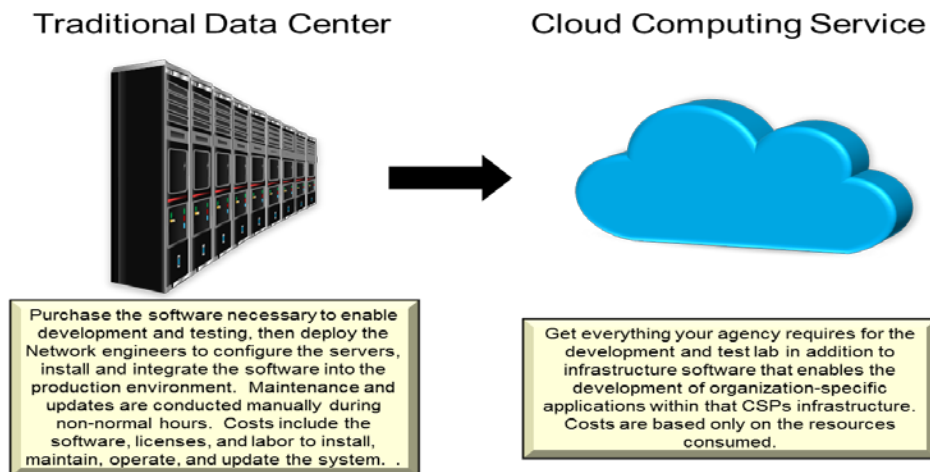 Traditional Data Center
Cloud Computing Service
Purchase the software necessary to enable
development and testing, then deploy the
Network engineers to configure the servers,
install and integrate the software into the
production environment.  Maintenance and
updates are conducted manually during
non-normal hours.  Costs include the
software, licenses, and labor to install,
maintain, operate, and update the system. .
Get everything your agency requires for the
development and test lab in addition to
infrastructure software that enables the
development of organization-specific
applications within that CSPs infrastructure.
Costs are based only on the resources
consumed.